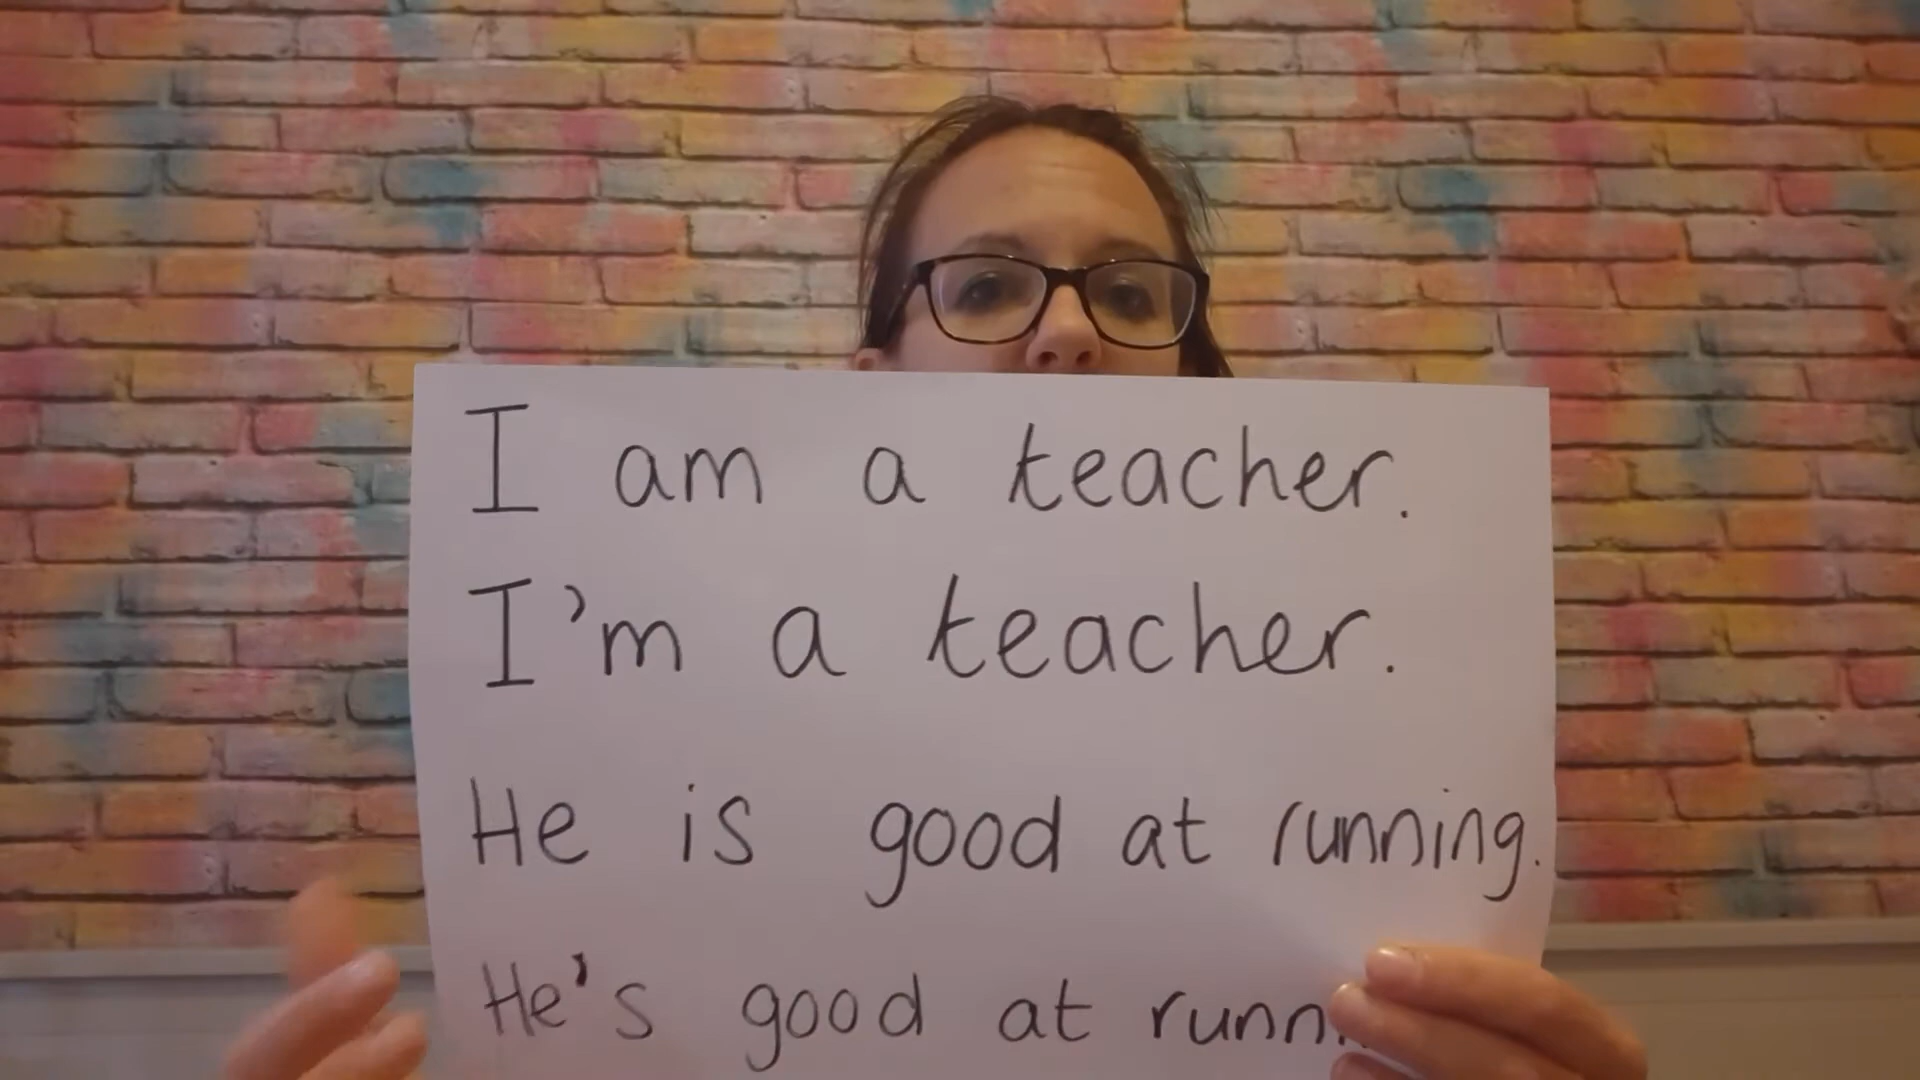 I am a teacher.
I'm a teacher.
He is good at running.
He's good at